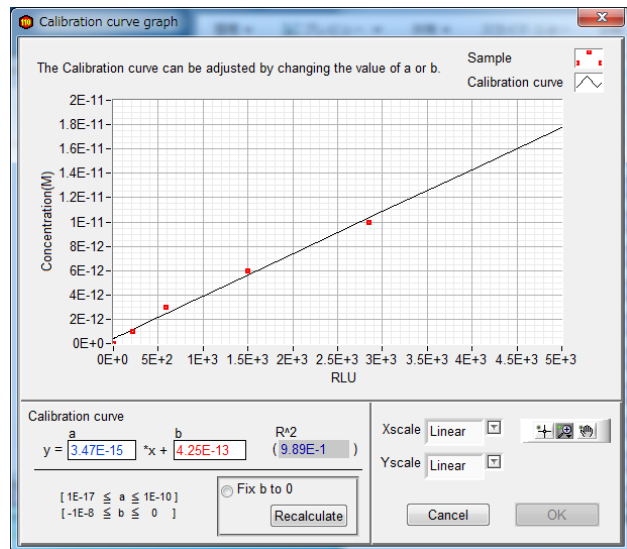 110 Calibration curve graph
The Calibration curve can be adjusted by changing the value of a or b.
Sample
Calibration curve
Concentration(M)
2E-11
1.8E-11
1.6E-11
1.4E-11
1.2E-11
1E-11
8E-12
6E-12
4E-12
2E-12
0E+0
0E+0 5E+2 1E+3 1.5E+3 2E+3 2.5E+3 3E+3 3.5E+3 4E+3 4.5E+3 5E+3
RLU
Calibration curve
a b R^2
y = 3.47E-15 *x + 4.25E-13 ( 9.89E-1 )
[1E-17 ≦ a ≦ 1E-10]
[-1E-8 ≦ b ≦ 0 ]
Fix b to 0
Recalculate
Xscale Linear
Yscale Linear
Cancel OK